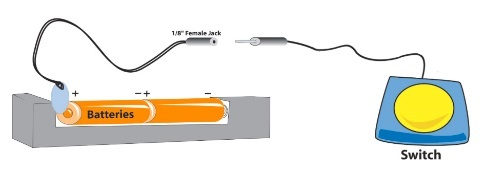 1/8" Female Jack
+ −+ −
Batteries
Switch